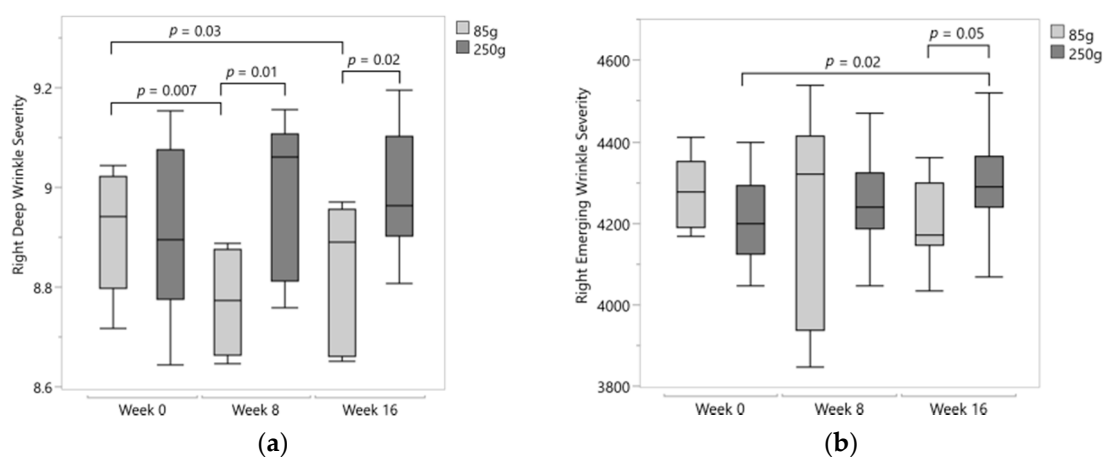 p = 0.03
p = 0.02
p = 0.01
p = 0.007
85g
250g
Right Deep Wrinkle Severity
9.2
9
8.8
8.6
Week 0
Week 8
Week 16
(a)
p = 0.05
p = 0.02
85g
250g
Right Emerging Wrinkle Severity
4600
4400
4200
4000
3800
Week 0
Week 8
Week 16
(b)